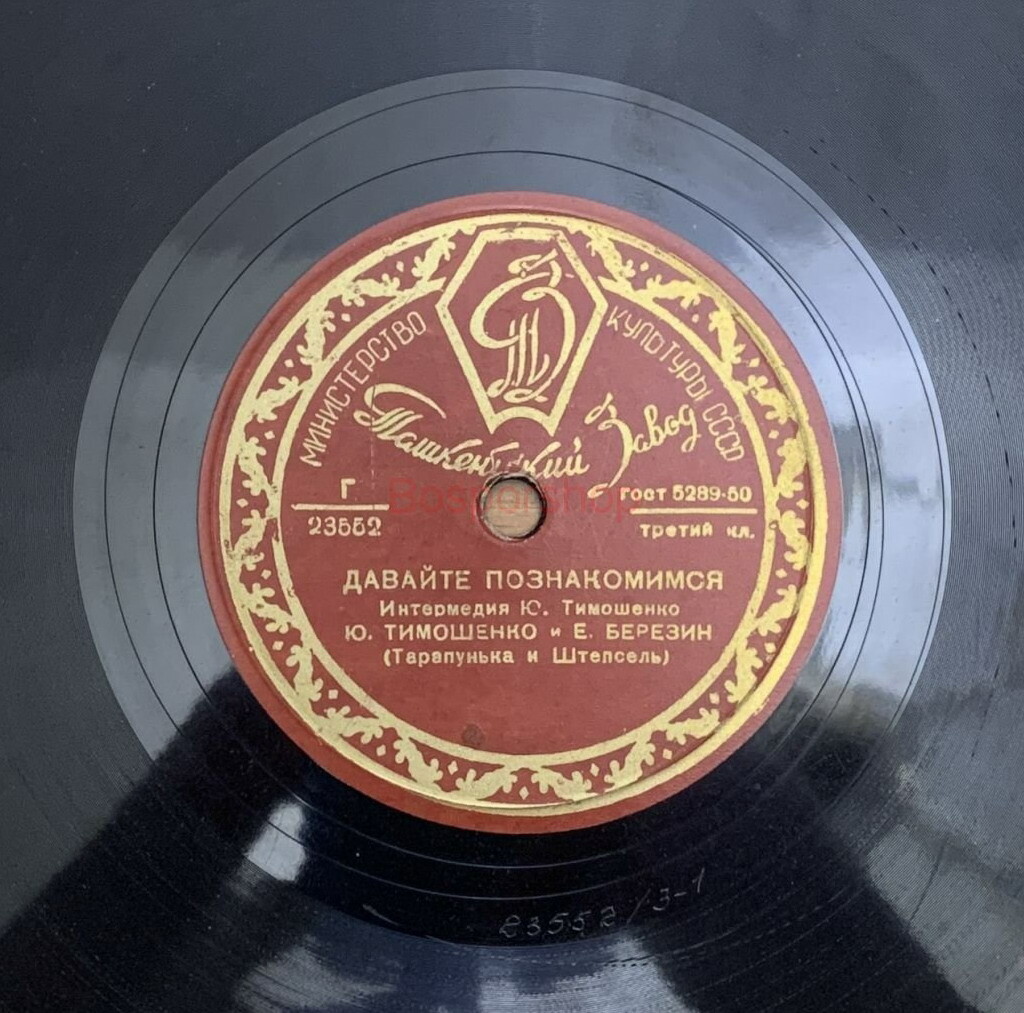 МИНИСТЕРСТВО КУЛЬТУРЫ СССР
Ташкентский Завод
Г
23552
ГОСТ 5289-50
Третий кл.
Bosporshop
ДАВАЙТЕ ПОЗНАКОМИМСЯ
Интермедия Ю. Тимошенко
Ю. ТИМОШЕНКО и Е. БЕРЕЗИН
(Тарапунька и Штепсель)
23552/3-1